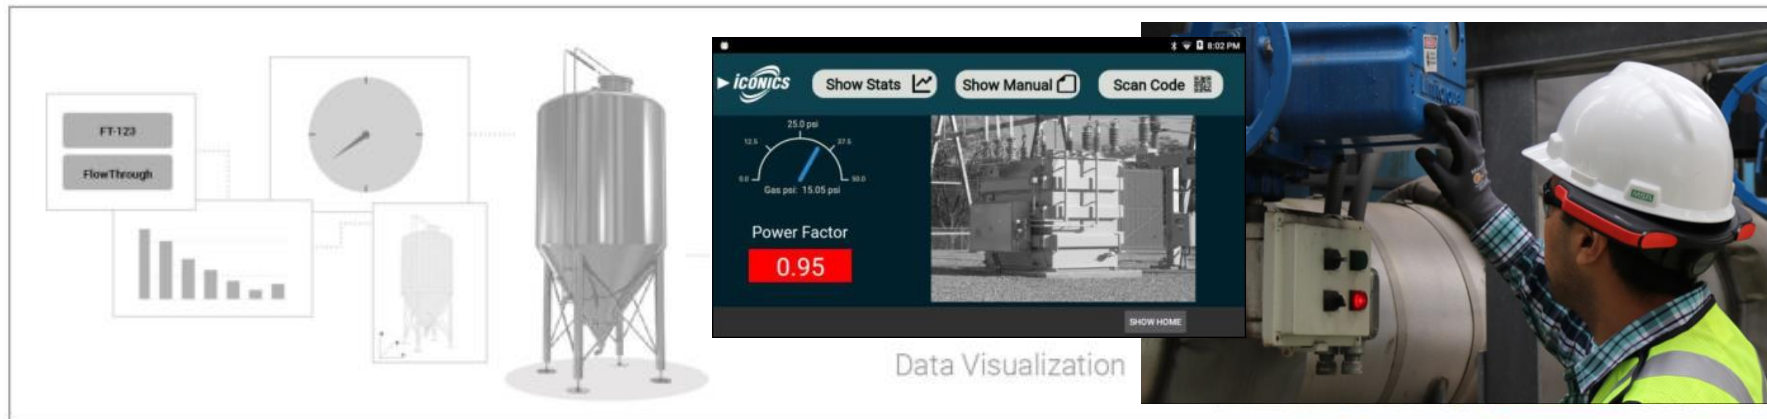 FT-123
FlowThrough
8:02 PM
ICONICS
Show Stats
Show Manual
Scan Code
25.0 psi
12.5
37.5
0.0
50.0
Gas psi: 15.05 psi
Power Factor
0.95
SHOW HOME
Data Visualization
MSA